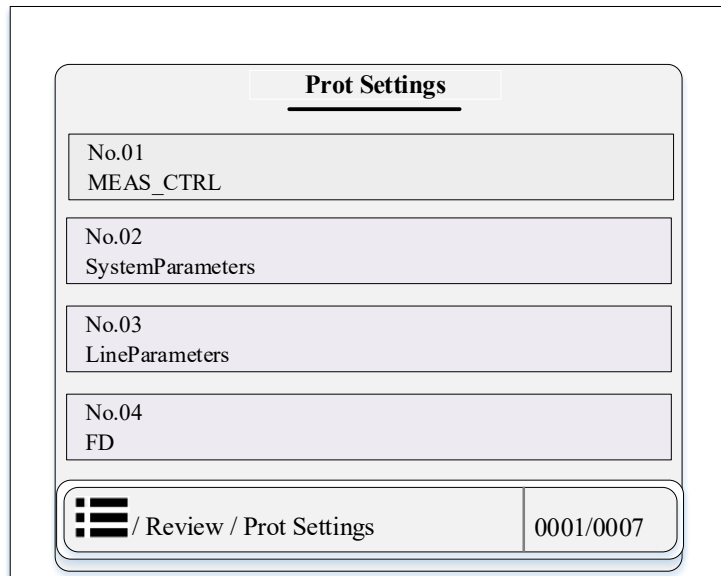 Prot Settings
No.01
MEAS_CTRL
No.02
SystemParameters
No.03
LineParameters
No.04
FD
/ Review / Prot Settings
0001/0007